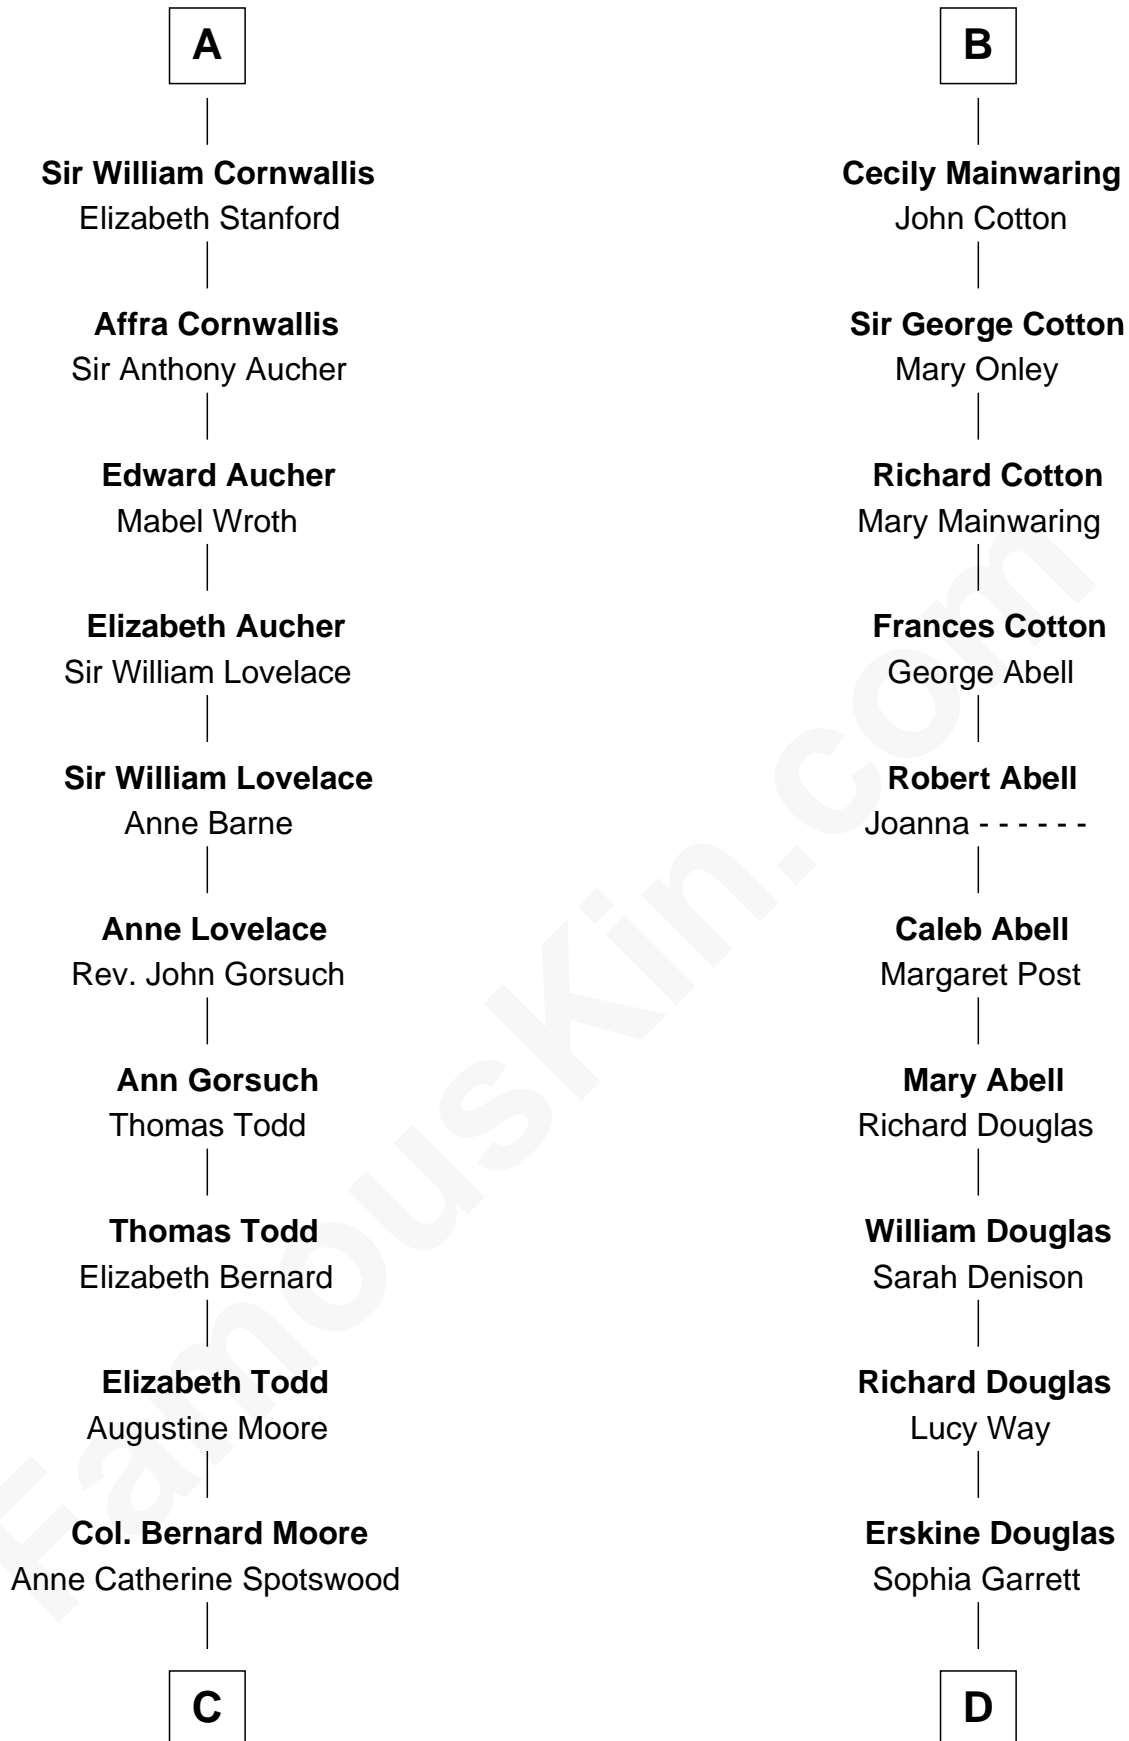 A
Sir William Cornwallis
Elizabeth Stanford
Affra Cornwallis
Sir Anthony Aucher
Edward Aucher
Mabel Wroth
Elizabeth Aucher
Sir William Lovelace
Sir William Lovelace
Anne Barne
Anne Lovelace
Rev. John Gorsuch
Ann Gorsuch
Thomas Todd
Thomas Todd
Elizabeth Bernard
Elizabeth Todd
Augustine Moore
Col. Bernard Moore
Anne Catherine Spotswood
C
B
Cecily Mainwaring
John Cotton
Sir George Cotton
Mary Onley
Richard Cotton
Mary Mainwaring
Frances Cotton
George Abell
Robert Abell
Joanna - - - - - -
Caleb Abell
Margaret Post
Mary Abell
Richard Douglas
William Douglas
Sarah Denison
Richard Douglas
Lucy Way
Erskine Douglas
Sophia Garrett
D
FamousKin.com